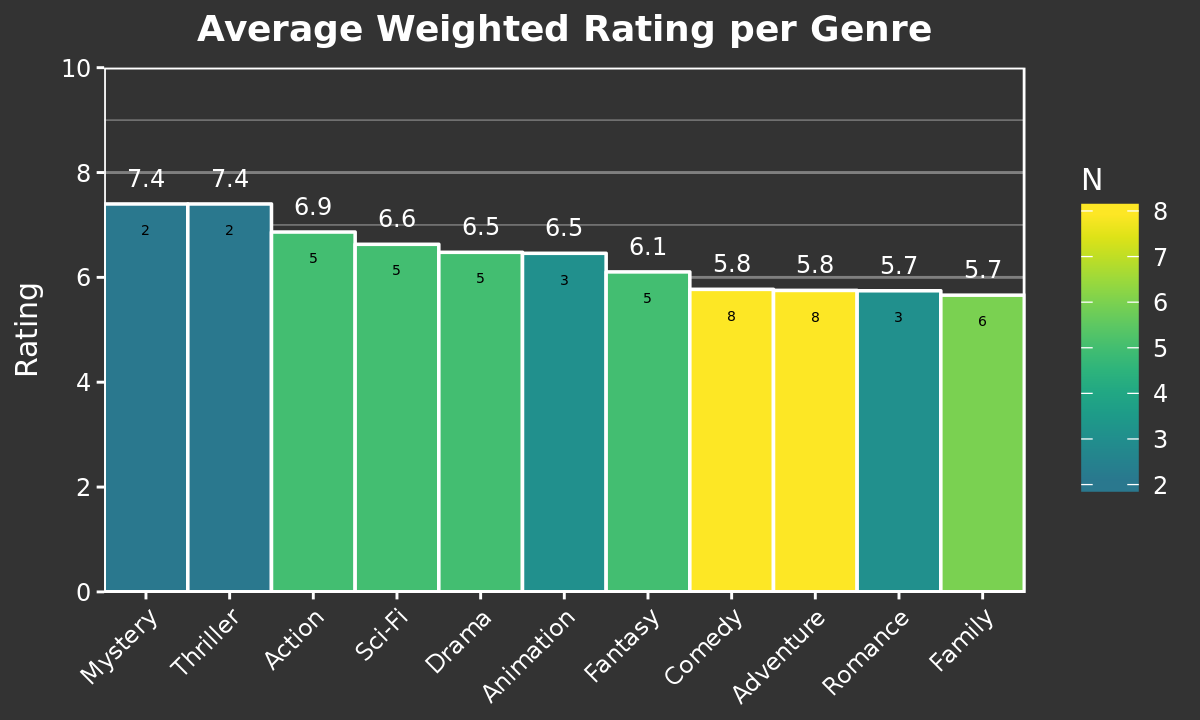 Average Weighted Rating per Genre
10
8
6
4
2
0
Rating
7.4 7.4 6.9 6.6 6.5 6.5 6.1 5.8 5.8 5.7 5.7
2 2 5 5 5 3 5 8 8 3 6
Mystery Thriller Action Sci-Fi Drama Animation Fantasy Comedy Adventure Romance Family
N
8
7
6
5
4
3
2